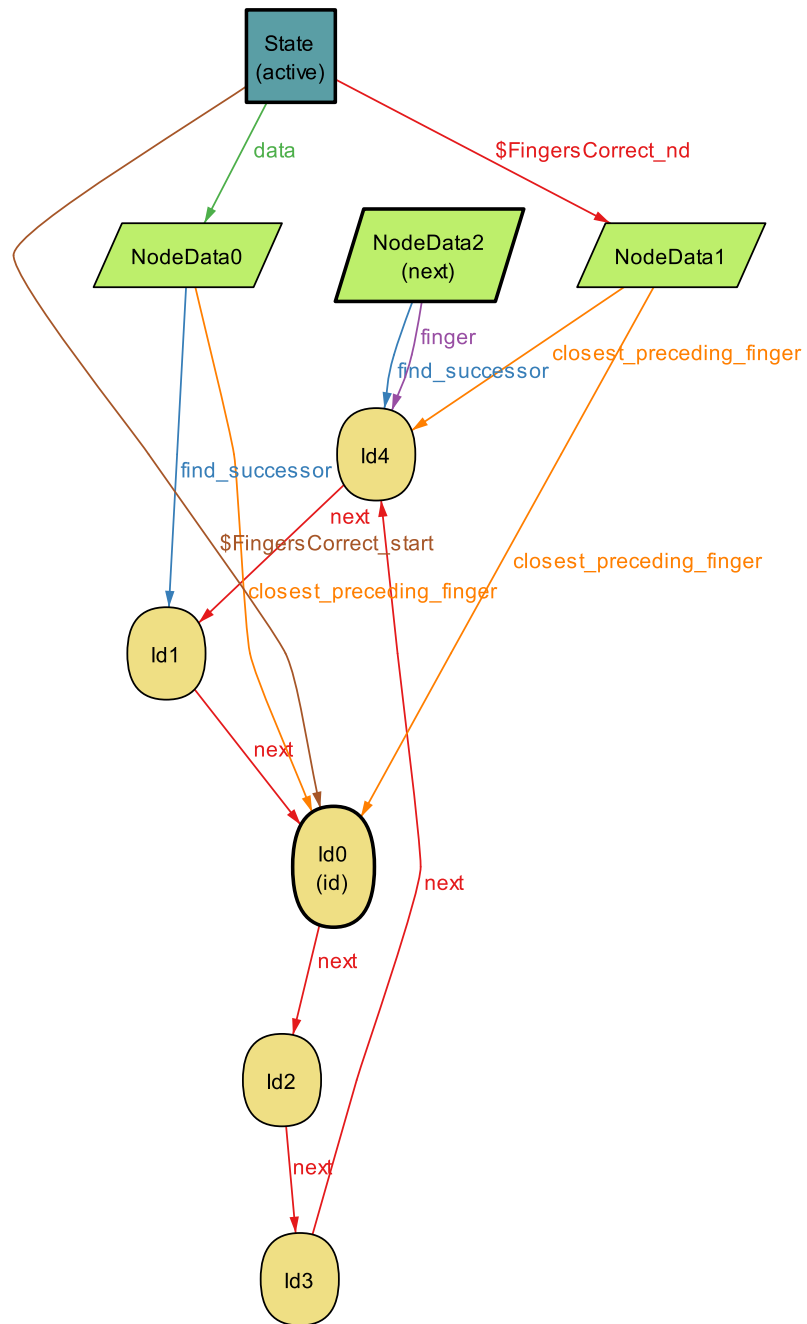 State
(active)
data
$FingersCorrect_nd
NodeData0
NodeData2
(next)
NodeData1
finger
closest_preceding_finger
find_successor
Id4
find_successor
next
$FingersCorrect_start
closest_preceding_finger
closest_preceding_finger
Id1
next
Id0
(id)
next
next
Id2
next
Id3